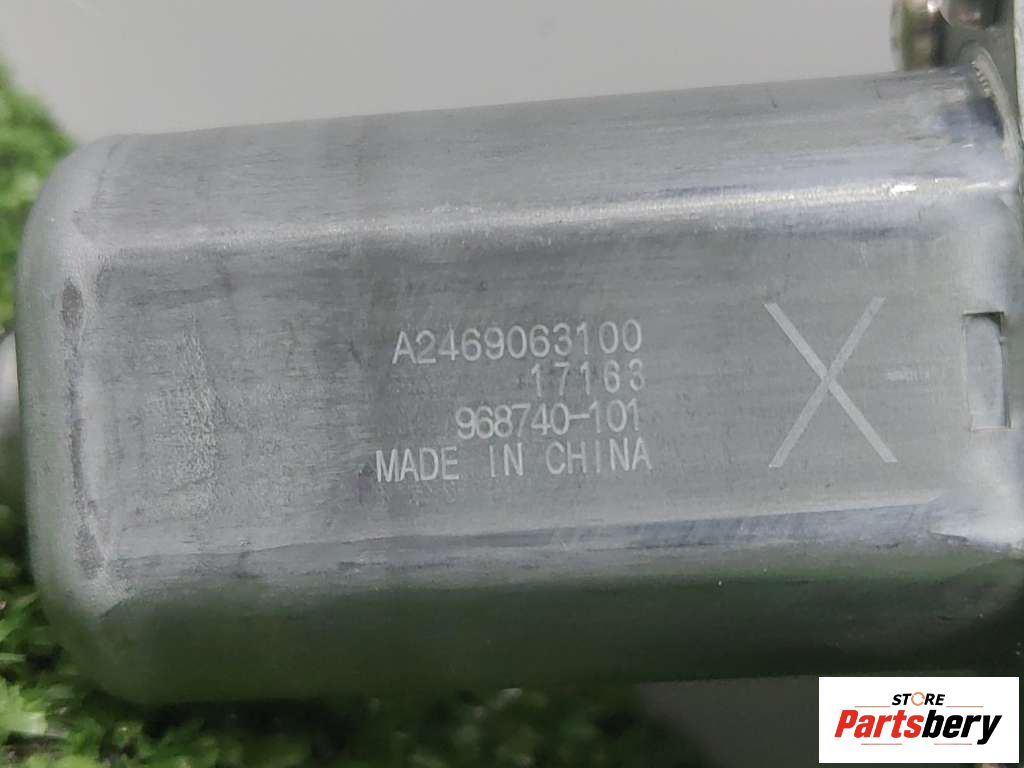 A2469063100
17163
968740-101
MADE IN CHINA
X
STORE
Partsbery